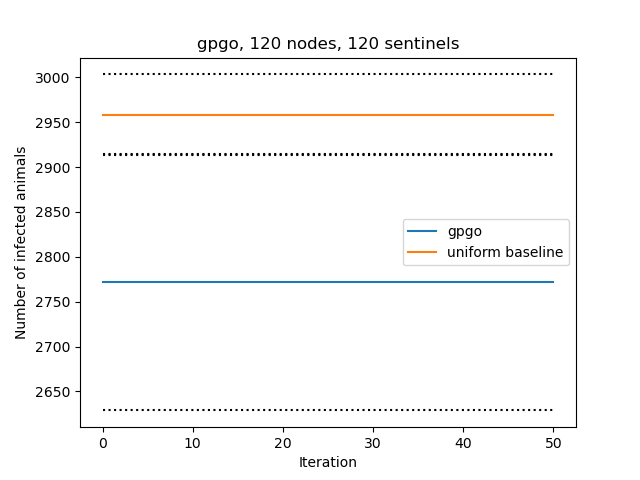 gpgo, 120 nodes, 120 sentinels
3000
2950
2900
2850
2800
2750
2700
2650
Number of infected animals
gpgo
uniform baseline
0 10 20 30 40 50
Iteration